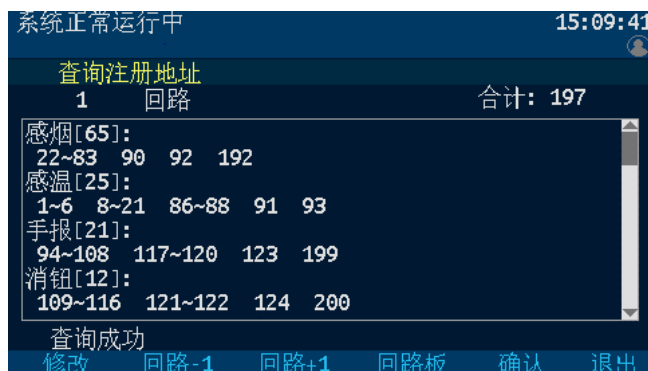 系统正常运行中 15:09:41
查询注册地址
1 回路 合计: 197
感烟[65]:
22~83 90 92 192
感温[25]:
1~6 8~21 86~88 91 93
手报[21]:
94~108 117~120 123 199
消钮[12]:
109~116 121~122 124 200
查询成功
修改 回路-1 回路+1 回路板 确认 退出